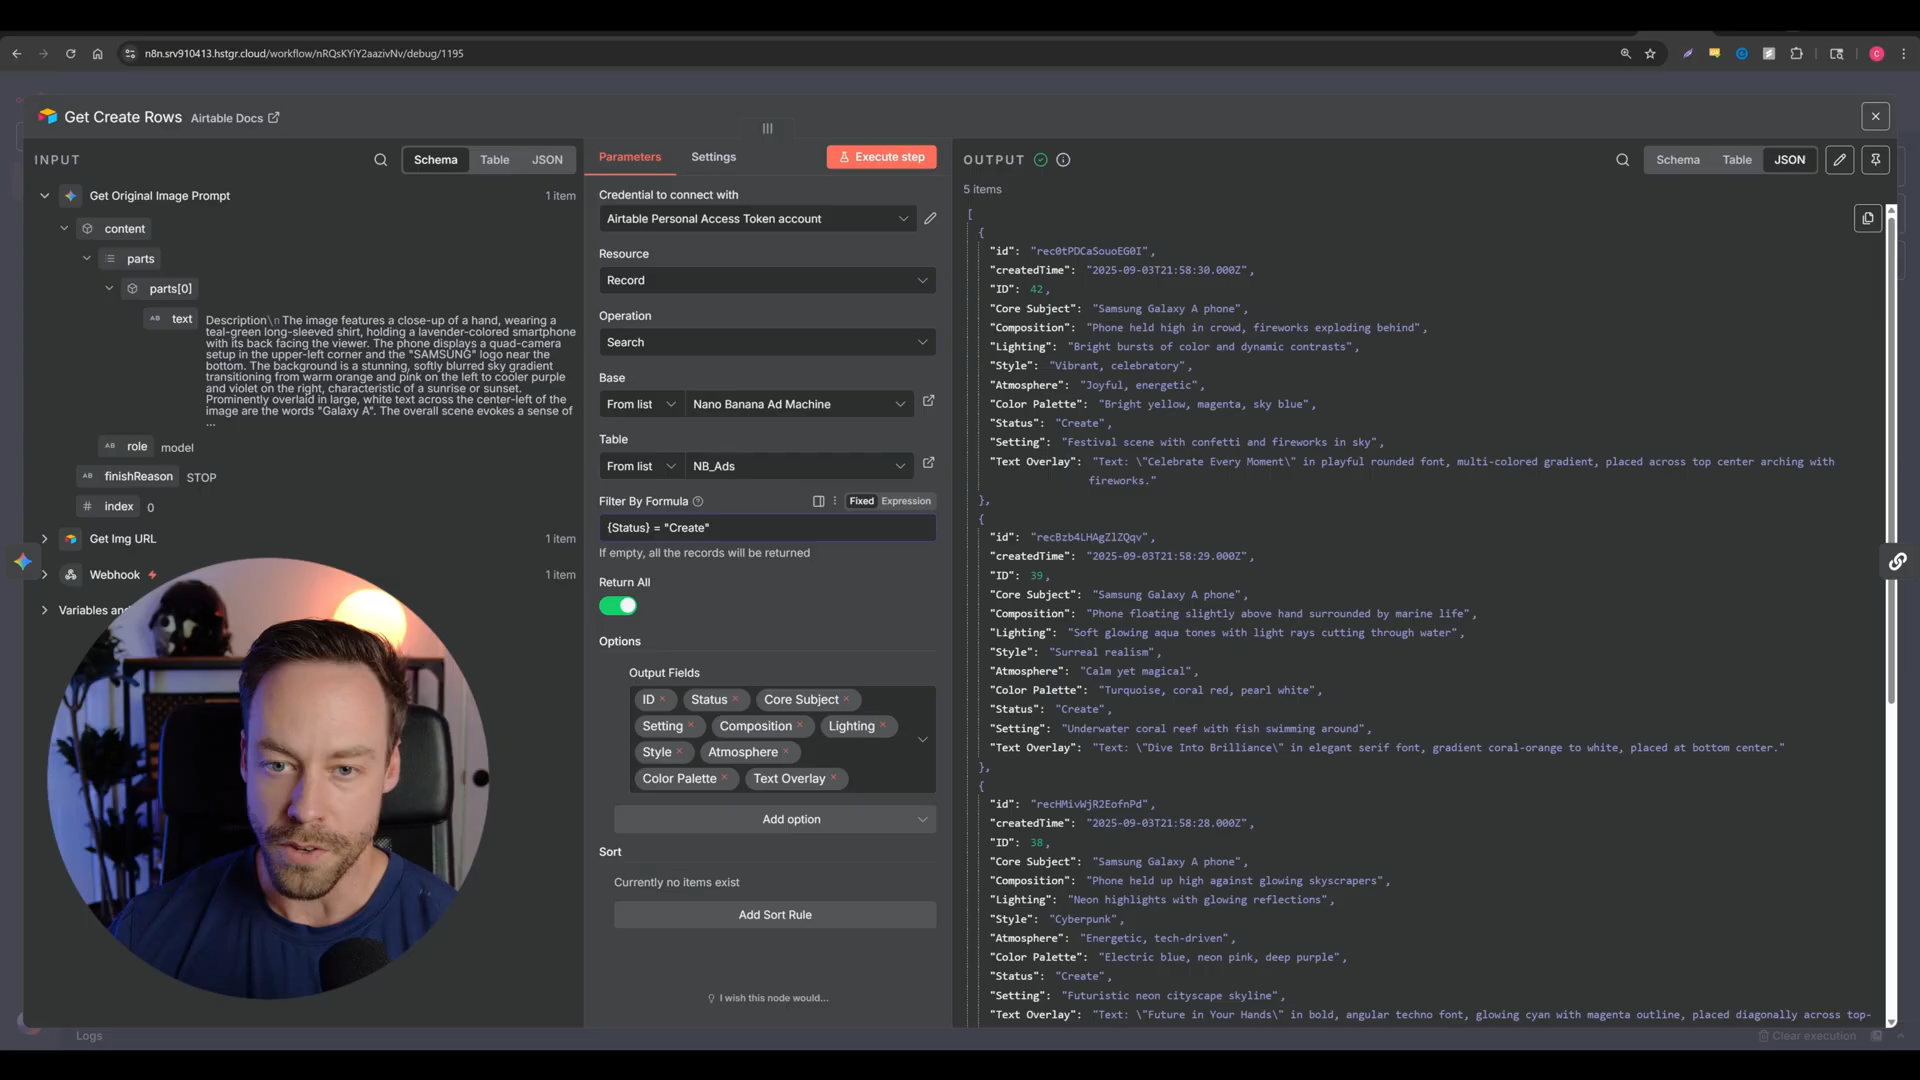 n8n.srv910413.hstgr.cloud/workflow/nRQsKYiY2aazivNv/debug/1195
C
Get Create Rows Airtable Docs
INPUT
Schema Table JSON
Get Original Image Prompt 1 item
content
parts
parts[0]
AB text Description\n The image features a close-up of a hand, wearing a
teal-green long-sleeved shirt, holding a lavender-colored smartphone
with its back facing the viewer. The phone displays a quad-camera
setup in the upper-left corner and the "SAMSUNG" logo near the
bottom. The background is a stunning, softly blurred sky gradient
transitioning from warm orange and pink on the left to cooler purple
and violet on the right, characteristic of a sunrise or sunset.
Prominently overlaid in large, white text across the center-left of the
image are the words "Galaxy A". The overall scene evokes a sense of
...
AB role model
AB finishReason STOP
# index 0
Get Img URL 1 item
Webhook 1 item
Variables and
Logs
Parameters Settings Execute step
Credential to connect with
Airtable Personal Access Token account
Resource
Record
Operation
Search
Base
From list Nano Banana Ad Machine
Table
From list NB_Ads
Filter By Formula Fixed Expression
{Status} = "Create"
If empty, all the records will be returned
Return All
Options
Output Fields
ID × Status × Core Subject ×
Setting × Composition × Lighting ×
Style × Atmosphere ×
Color Palette × Text Overlay ×
Add option
Sort
Currently no items exist
Add Sort Rule
I wish this node would...
OUTPUT
Schema Table JSON
5 items
[
{
"id": "rec0tPDCaSouoEG0I",
"createdTime": "2025-09-03T21:58:30.000Z",
"ID": 42,
"Core Subject": "Samsung Galaxy A phone",
"Composition": "Phone held high in crowd, fireworks exploding behind",
"Lighting": "Bright bursts of color and dynamic contrasts",
"Style": "Vibrant, celebratory",
"Atmosphere": "Joyful, energetic",
"Color Palette": "Bright yellow, magenta, sky blue",
"Status": "Create",
"Setting": "Festival scene with confetti and fireworks in sky",
"Text Overlay": "Text: \"Celebrate Every Moment\" in playful rounded font, multi-colored gradient, placed across top center arching with
fireworks."
},
{
"id": "recBzb4LHAgZlZQqv",
"createdTime": "2025-09-03T21:58:29.000Z",
"ID": 39,
"Core Subject": "Samsung Galaxy A phone",
"Composition": "Phone floating slightly above hand surrounded by marine life",
"Lighting": "Soft glowing aqua tones with light rays cutting through water",
"Style": "Surreal realism",
"Atmosphere": "Calm yet magical",
"Color Palette": "Turquoise, coral red, pearl white",
"Status": "Create",
"Setting": "Underwater coral reef with fish swimming around",
"Text Overlay": "Text: \"Dive Into Brilliance\" in elegant serif font, gradient coral-orange to white, placed at bottom center."
},
{
"id": "recHMivWjR2EofnPd",
"createdTime": "2025-09-03T21:58:28.000Z",
"ID": 38,
"Core Subject": "Samsung Galaxy A phone",
"Composition": "Phone held up high against glowing skyscrapers",
"Lighting": "Neon highlights with glowing reflections",
"Style": "Cyberpunk",
"Atmosphere": "Energetic, tech-driven",
"Color Palette": "Electric blue, neon pink, deep purple",
"Status": "Create",
"Setting": "Futuristic neon cityscape skyline",
"Text Overlay": "Text: \"Future in Your Hands\" in bold, angular techno font, glowing cyan with magenta outline, placed diagonally across top-
Clear execution